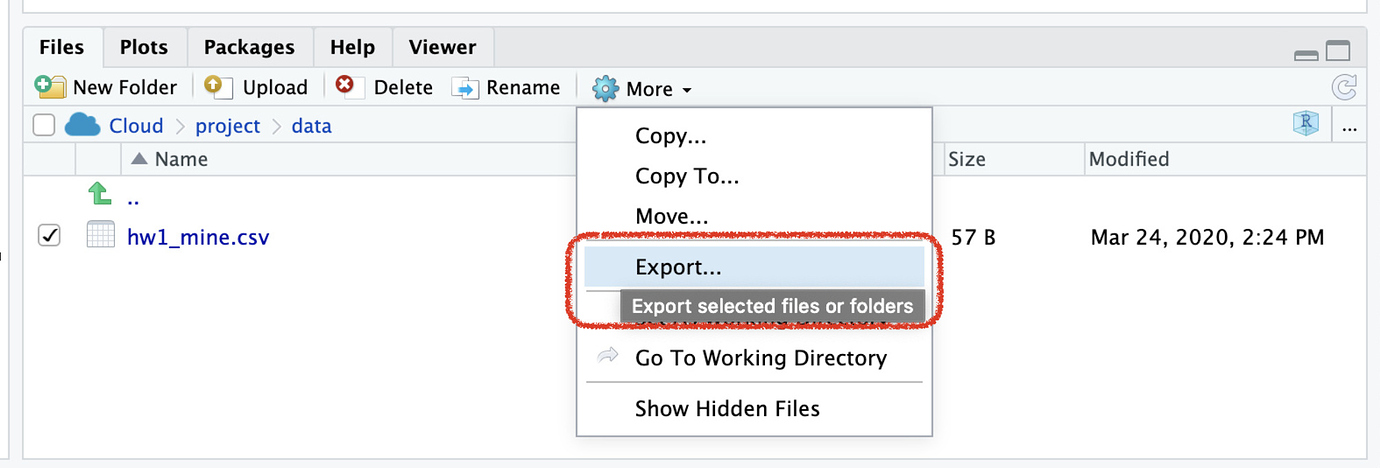 Files Plots Packages Help Viewer
New Folder Upload Delete Rename More
Cloud project data R ...
Name Size Modified
..
hw1_mine.csv 57 B Mar 24, 2020, 2:24 PM
Copy...
Copy To...
Move...
Export...
Export selected files or folders
Go To Working Directory
Show Hidden Files